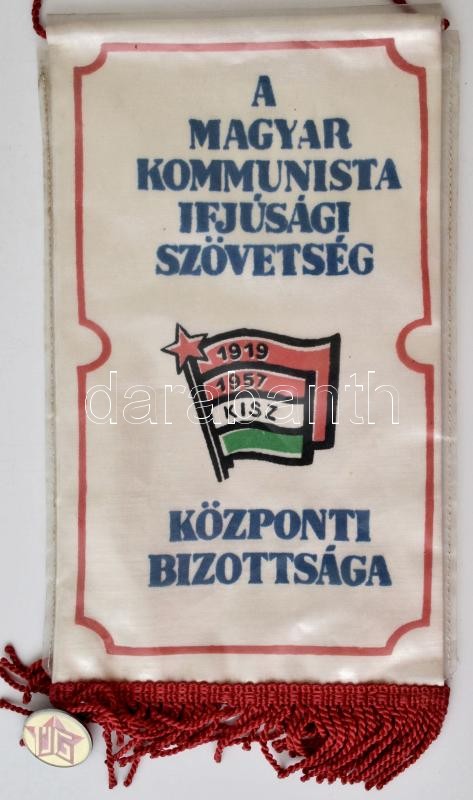 A
MAGYAR
KOMMUNISTA
IFJÚSÁGI
SZÖVETSÉG
1919
1957
KISZ
darabanth
KÖZPONTI
BIZOTTSÁGA